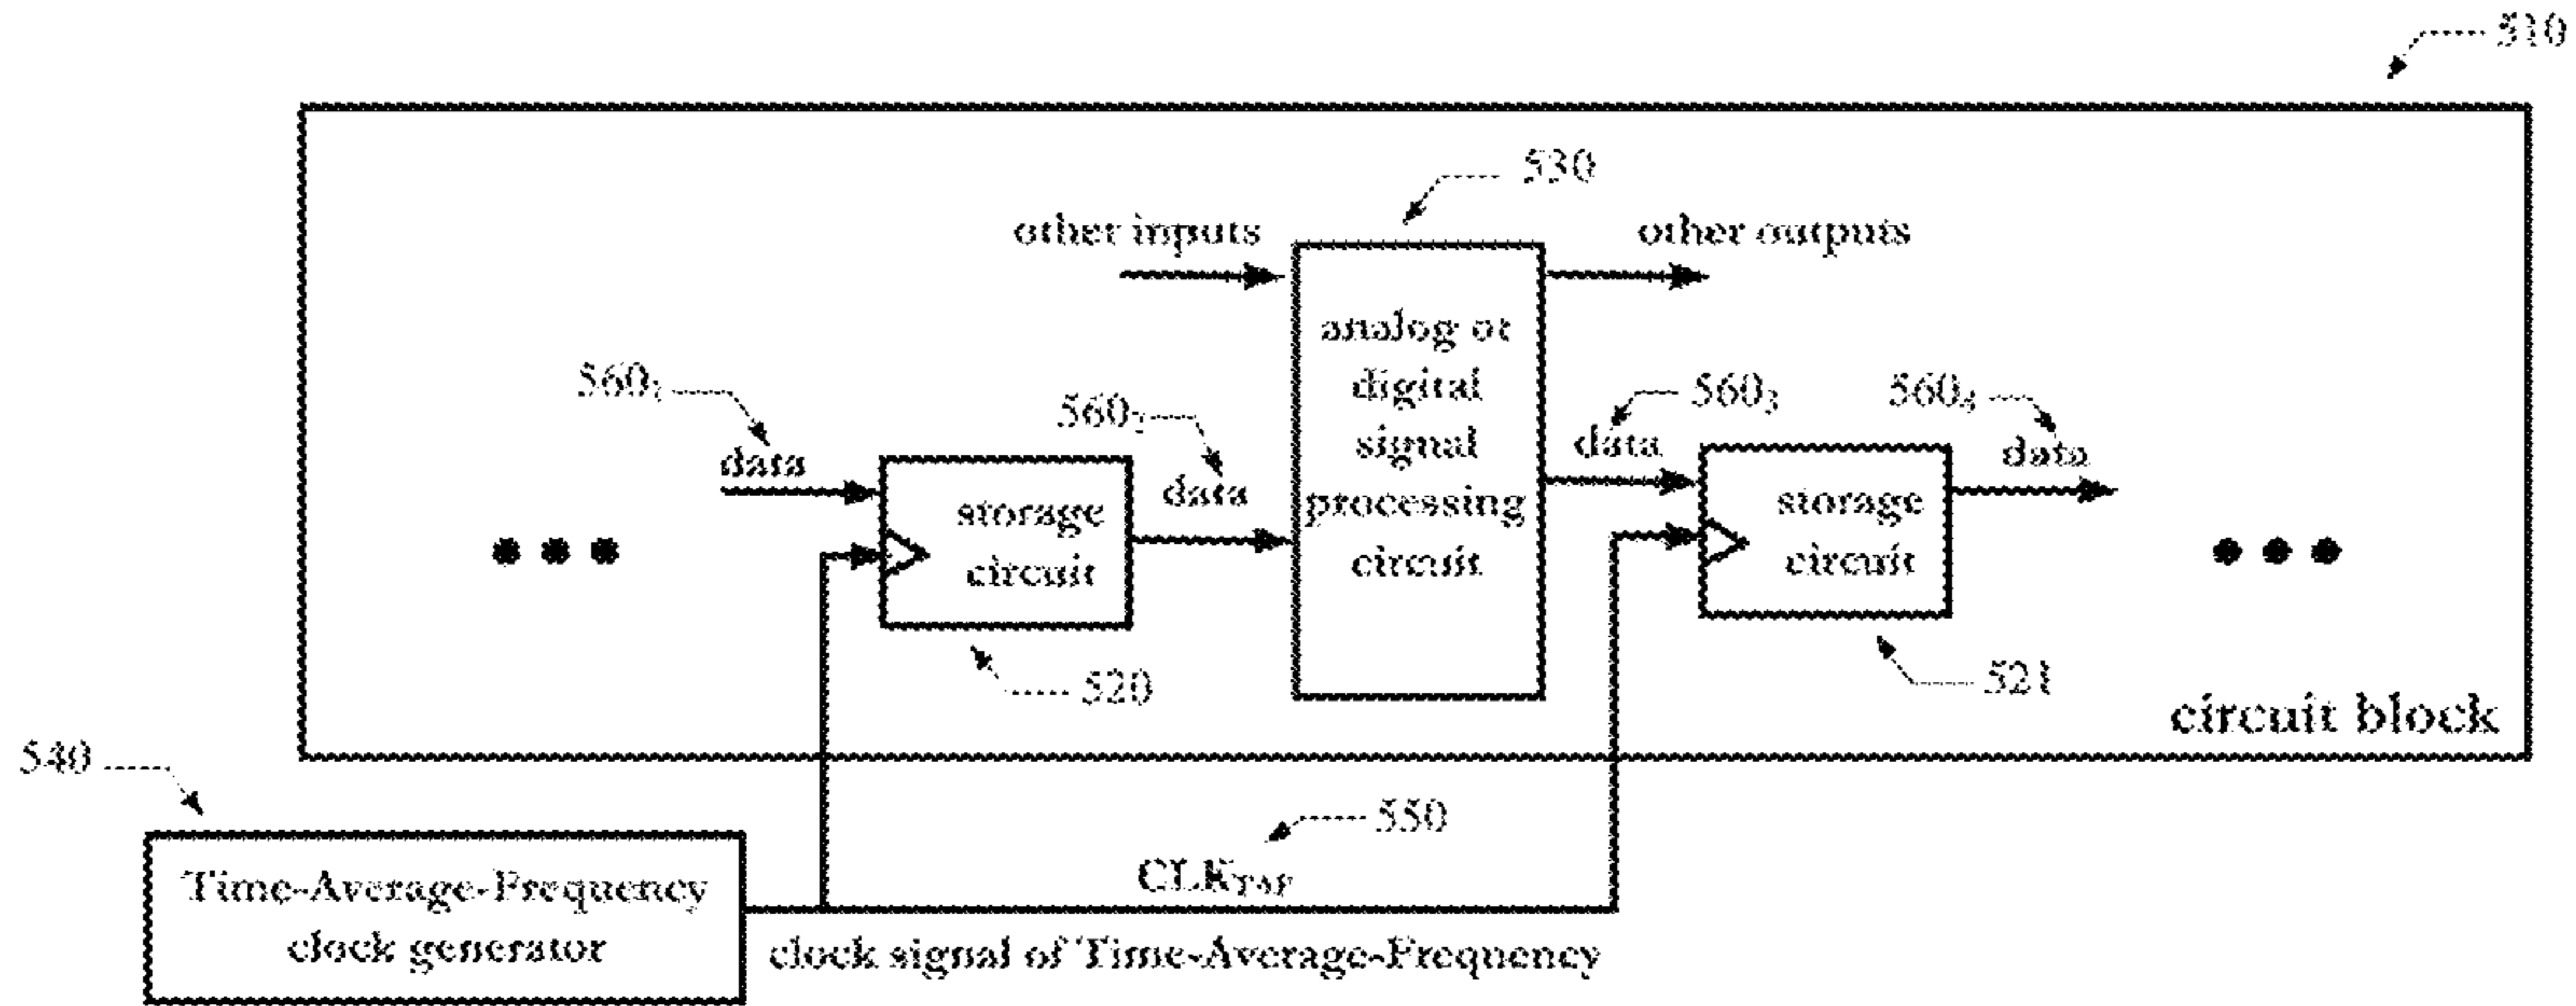 510
530
other inputs
other outputs
analog or
digital
signal
processing
circuit
560₁
data
560₂
data
560₃
data
560₄
data
storage
circuit
storage
circuit
520
521
circuit block
540
550
CLK_TAF
Time-Average-Frequency
clock generator
clock signal of Time-Average-Frequency